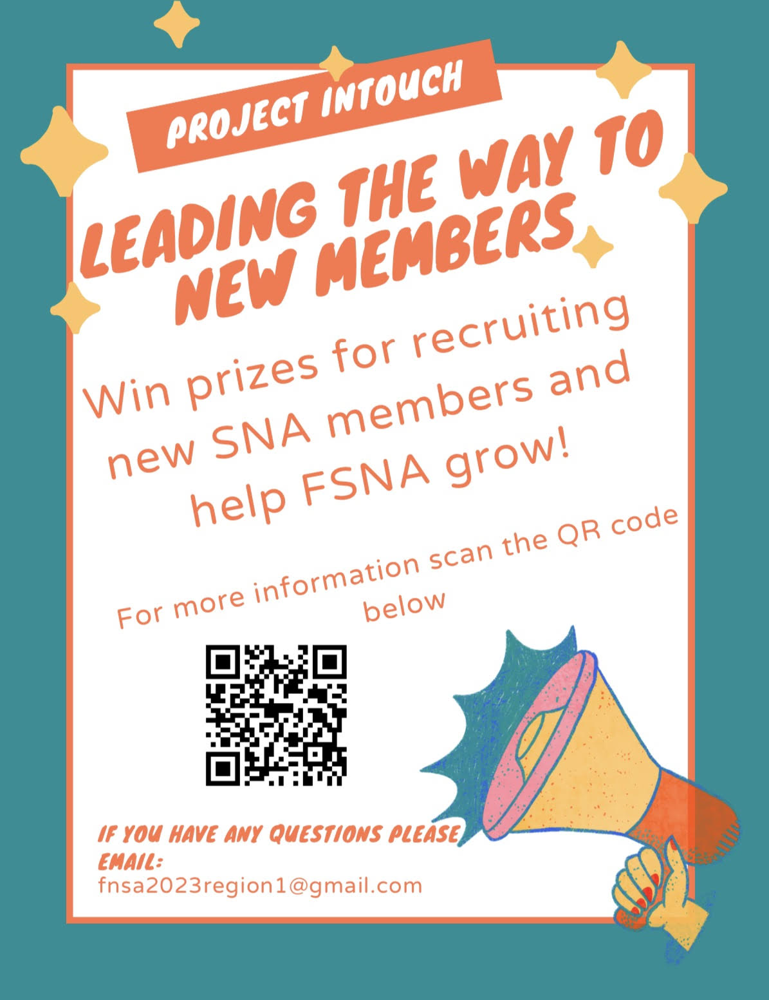 PROJECT INTOUCH
LEADING THE WAY TO
NEW MEMBERS
Win prizes for recruiting
new SNA members and
help FSNA grow!
For more information scan the QR code
below
IF YOU HAVE ANY QUESTIONS PLEASE
EMAIL:
fnsa2023region1@gmail.com